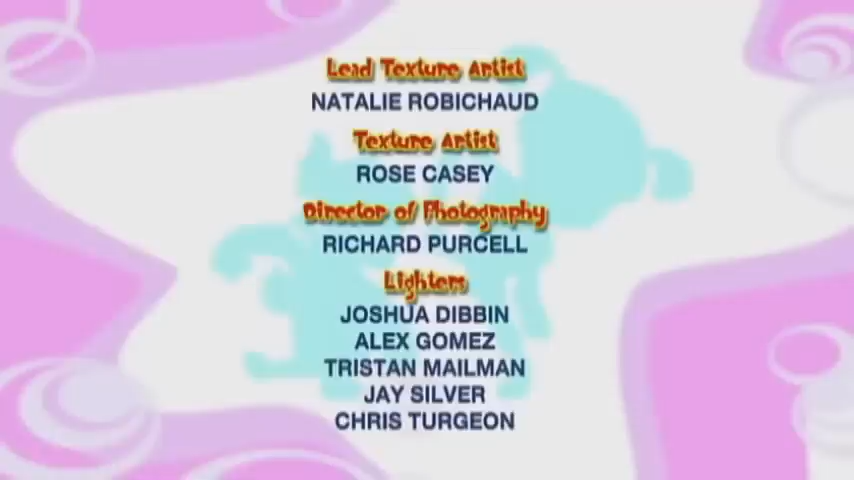 Lead Texture Artist
NATALIE ROBICHAUD
Texture Artist
ROSE CASEY
Director of Photography
RICHARD PURCELL
Lighters
JOSHUA DIBBIN
ALEX GOMEZ
TRISTAN MAILMAN
JAY SILVER
CHRIS TURGEON